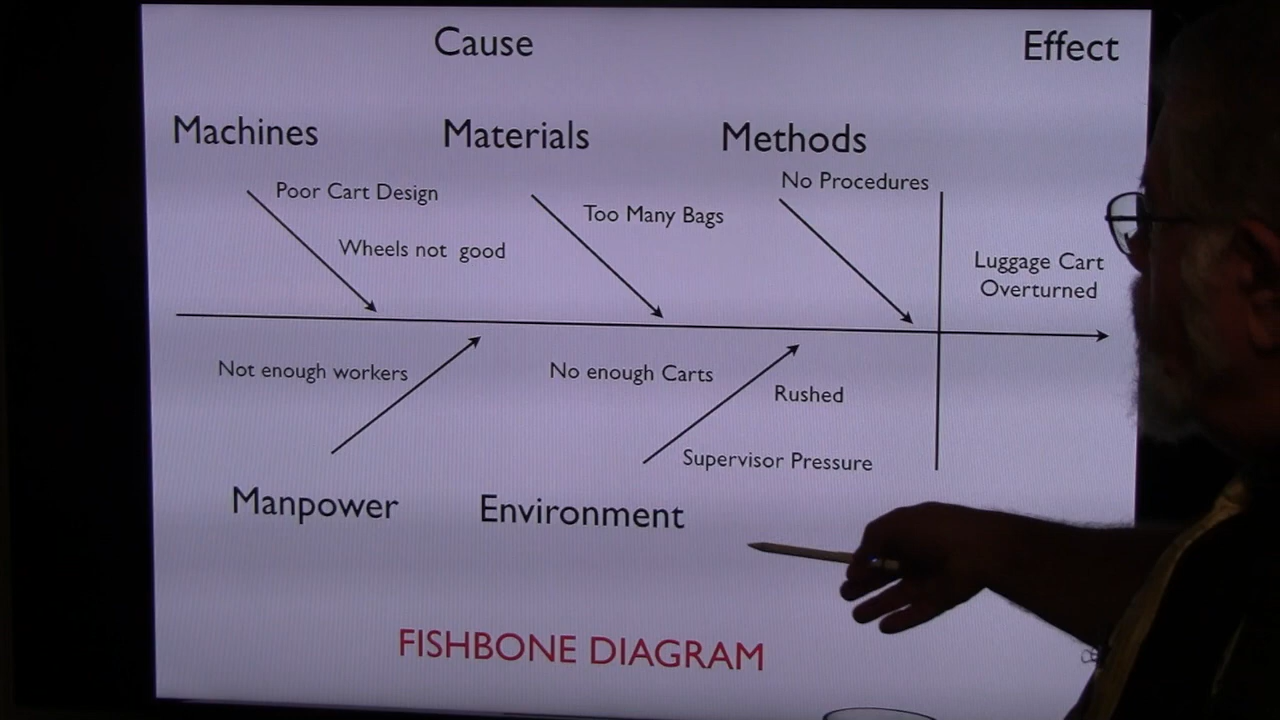 Cause
Effect
Machines
Materials
Methods
No Procedures
Poor Cart Design
Too Many Bags
Wheels not good
Luggage Cart
Overturned
Not enough workers
No enough Carts
Rushed
Supervisor Pressure
Manpower
Environment
FISHBONE DIAGRAM